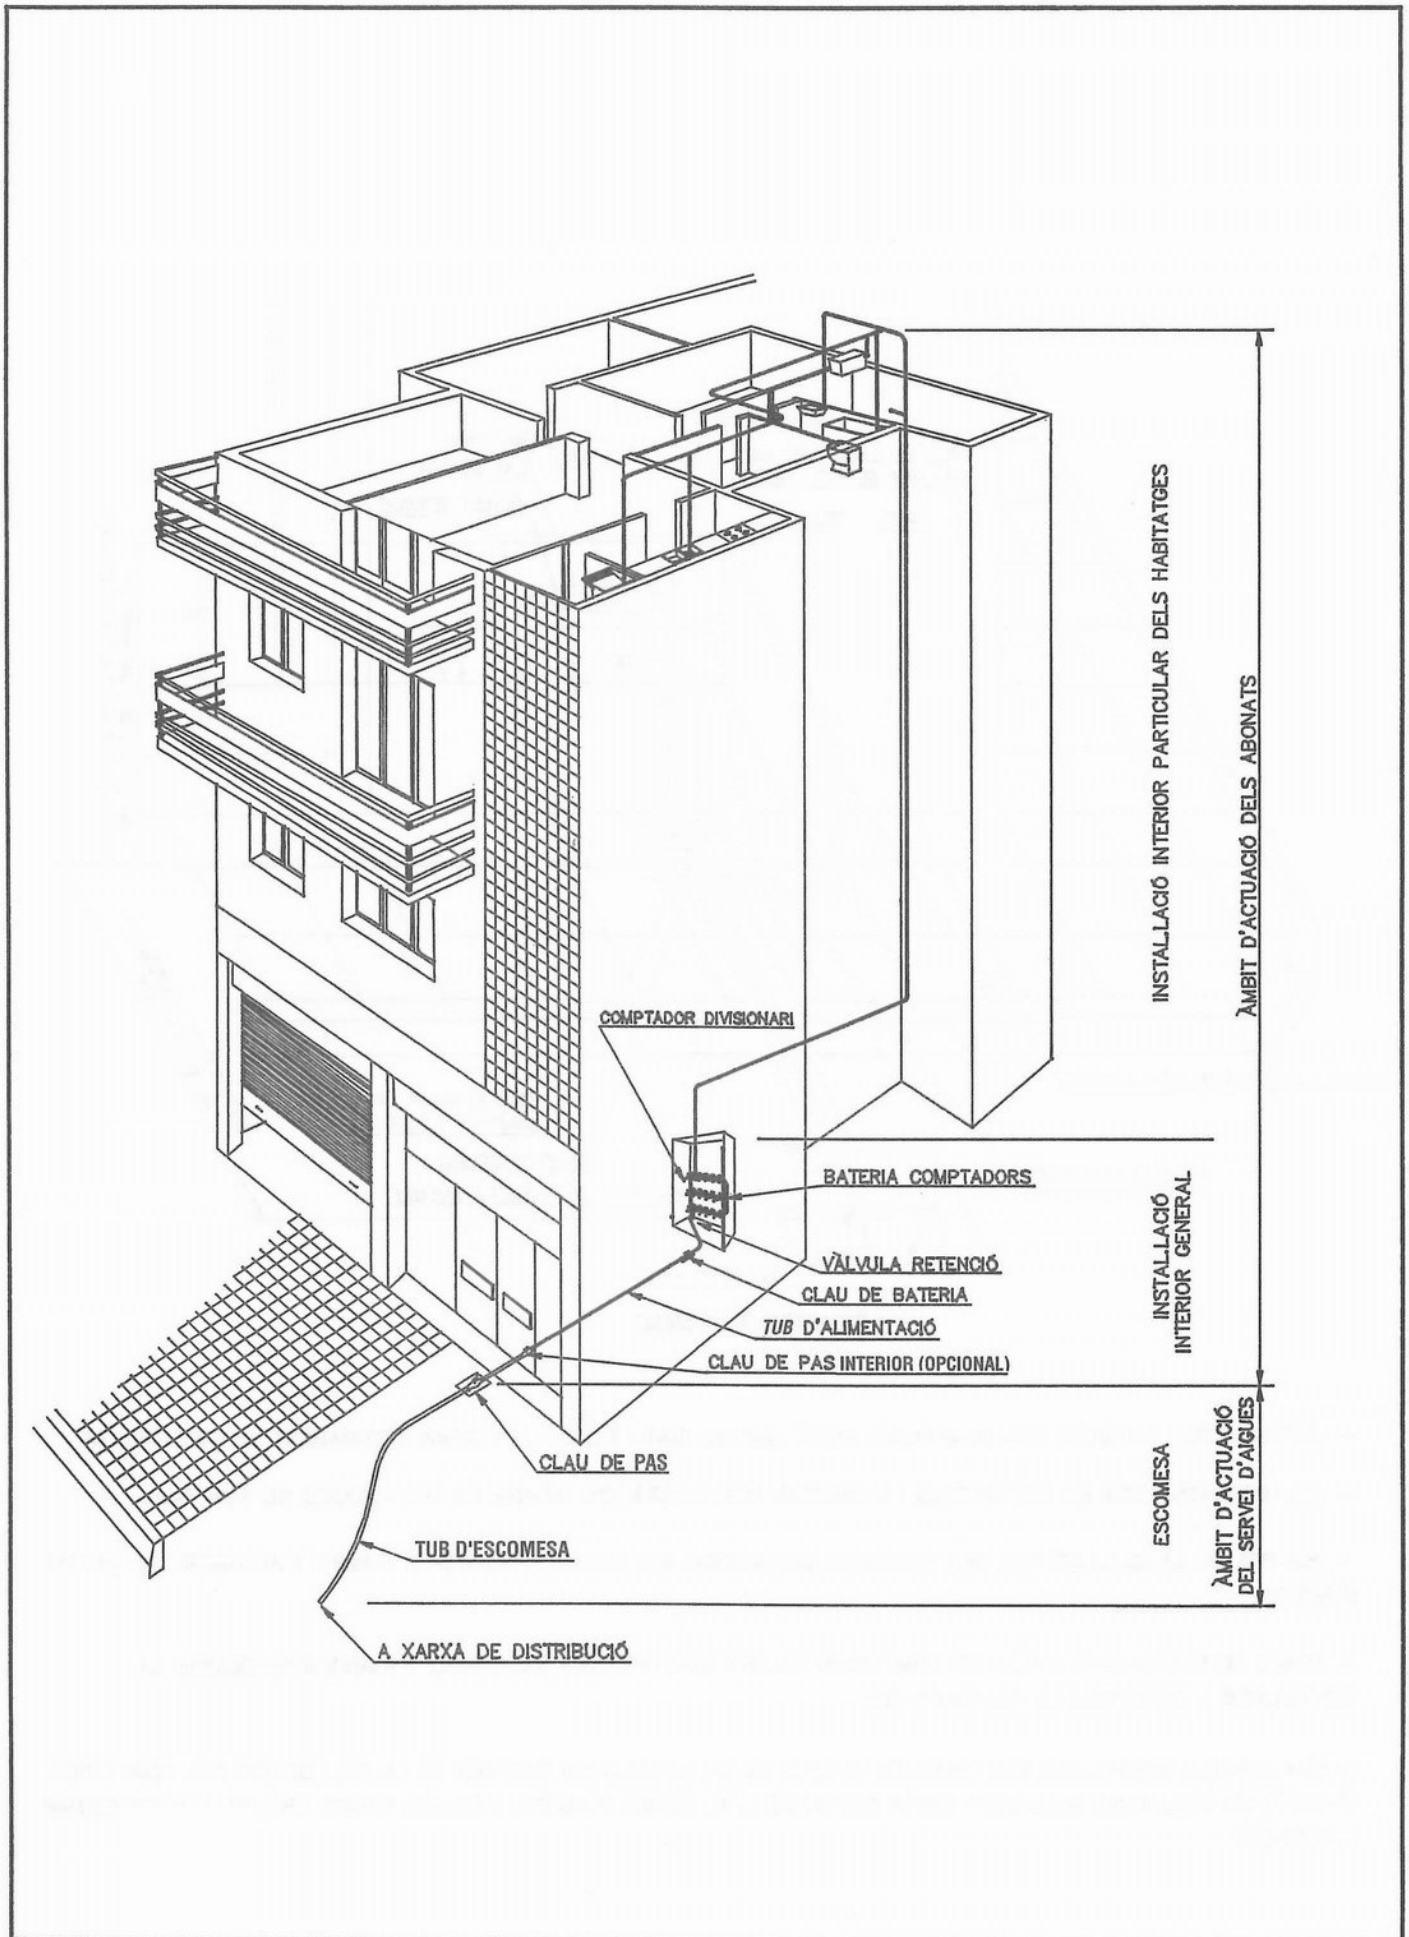 COMPTADOR DIVISIONARI
BATERIA COMPTADORS
VÀLVULA RETENCIÓ
CLAU DE BATERIA
TUB D'ALIMENTACIÓ
CLAU DE PAS INTERIOR (OPCIONAL)
CLAU DE PAS
TUB D'ESCOMESA
A XARXA DE DISTRIBUCIÓ
INSTAL.LACIÓ INTERIOR PARTICULAR DELS HABITATGES
ÀMBIT D'ACTUACIÓ DELS ABONATS
INSTAL.LACIÓ
INTERIOR GENERAL
ESCOMESA
ÀMBIT D'ACTUACIÓ
DEL SERVEI D'AIGUES